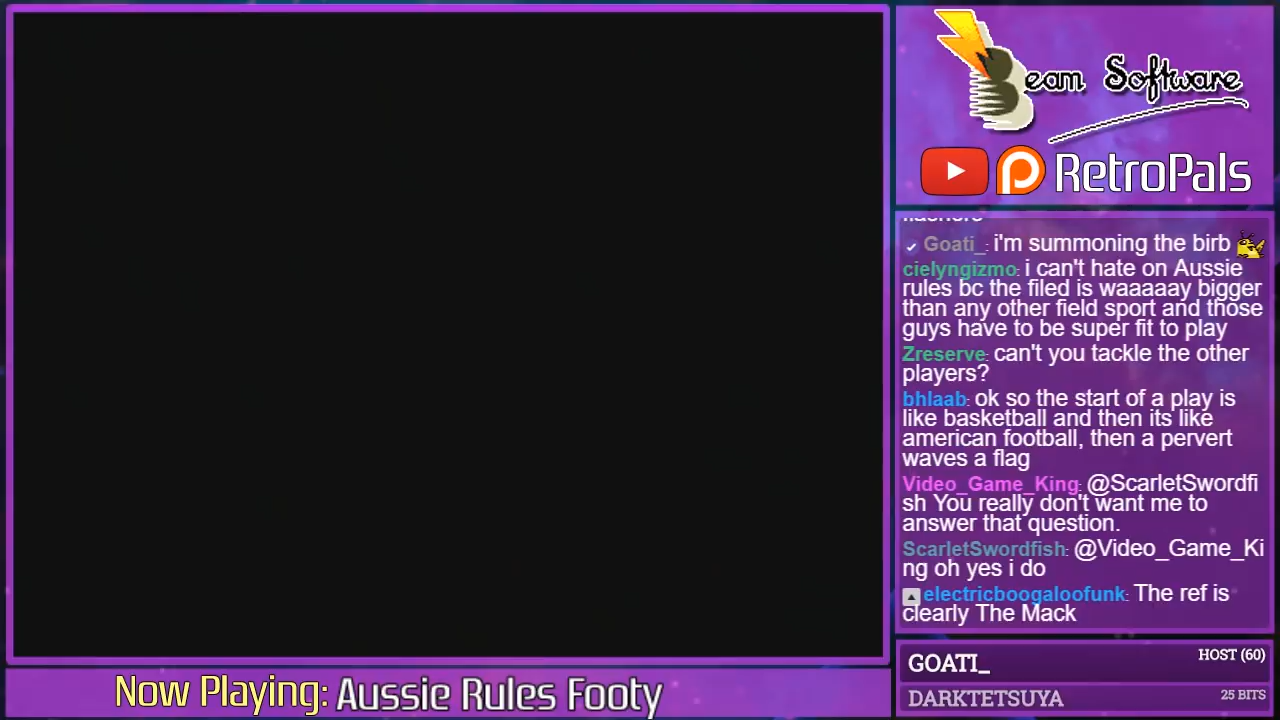 Beam Software
RetroPals
Goati_: i'm summoning the birb
cielyngizmo: i can't hate on Aussie
rules bc the filed is waaaaay bigger
than any other field sport and those
guys have to be super fit to play
Zreserve: can't you tackle the other
players?
bhlaab: ok so the start of a play is
like basketball and then its like
american football, then a pervert
waves a flag
Video_Game_King: @ScarletSwordfi
sh You really don't want me to
answer that question.
ScarletSwordfish: @Video_Game_Ki
ng oh yes i do
electricboogaloofunk: The ref is
clearly The Mack
GOATI_ HOST (60)
DARKTETSUYA 25 BITS
Now Playing: Aussie Rules Footy